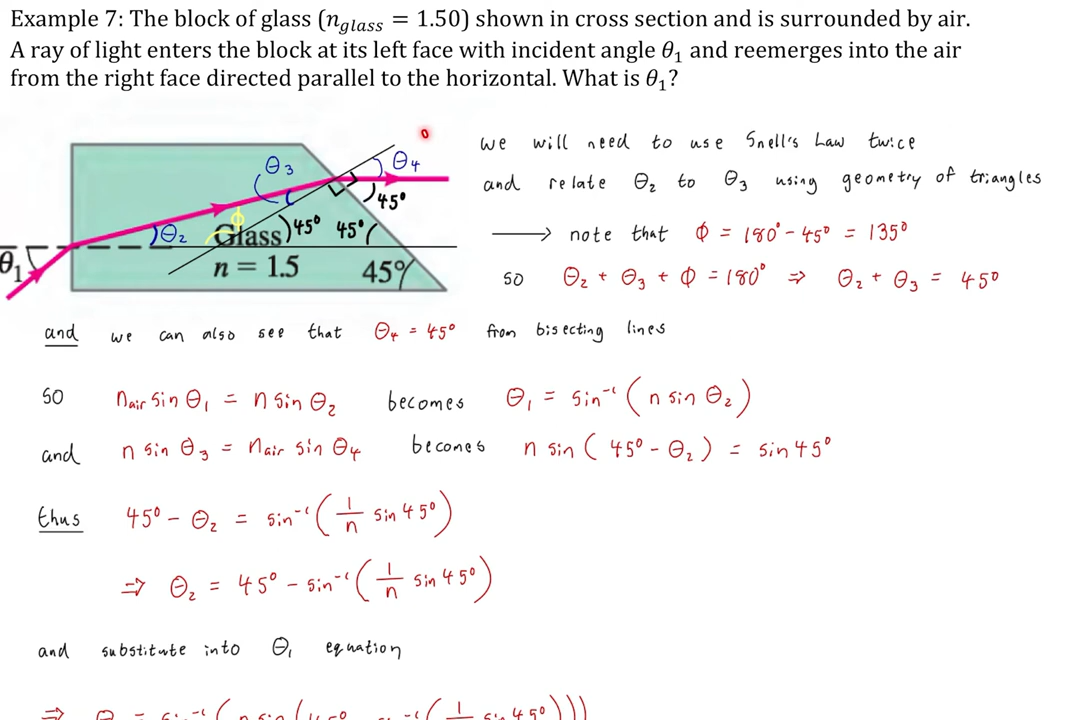 Example 7: The block of glass (n_glass = 1.50) shown in cross section and is surrounded by air.
A ray of light enters the block at its left face with incident angle θ₁ and reemerges into the air
from the right face directed parallel to the horizontal. What is θ₁?
θ₃
θ₄
45°
θ₂
ϕ
Glass
45°
45°
θ₁
n = 1.5
45°
we will need to use Snell's Law twice
and relate θ₂ to θ₃ using geometry of triangles
⟶ note that ϕ = 180° - 45° = 135°
so θ₂ + θ₃ + ϕ = 180° ⇒ θ₂ + θ₃ = 45°
and we can also see that θ₄ = 45° from bisecting lines
so n_air sin θ₁ = n sin θ₂ becomes θ₁ = sin⁻¹ ( n sin θ₂ )
and n sin θ₃ = n_air sin θ₄ becomes n sin ( 45° - θ₂ ) = sin 45°
thus 45° - θ₂ = sin⁻¹ ( 1/n sin 45° )
⇒ θ₂ = 45° - sin⁻¹ ( 1/n sin 45° )
and substitute into θ₁ equation